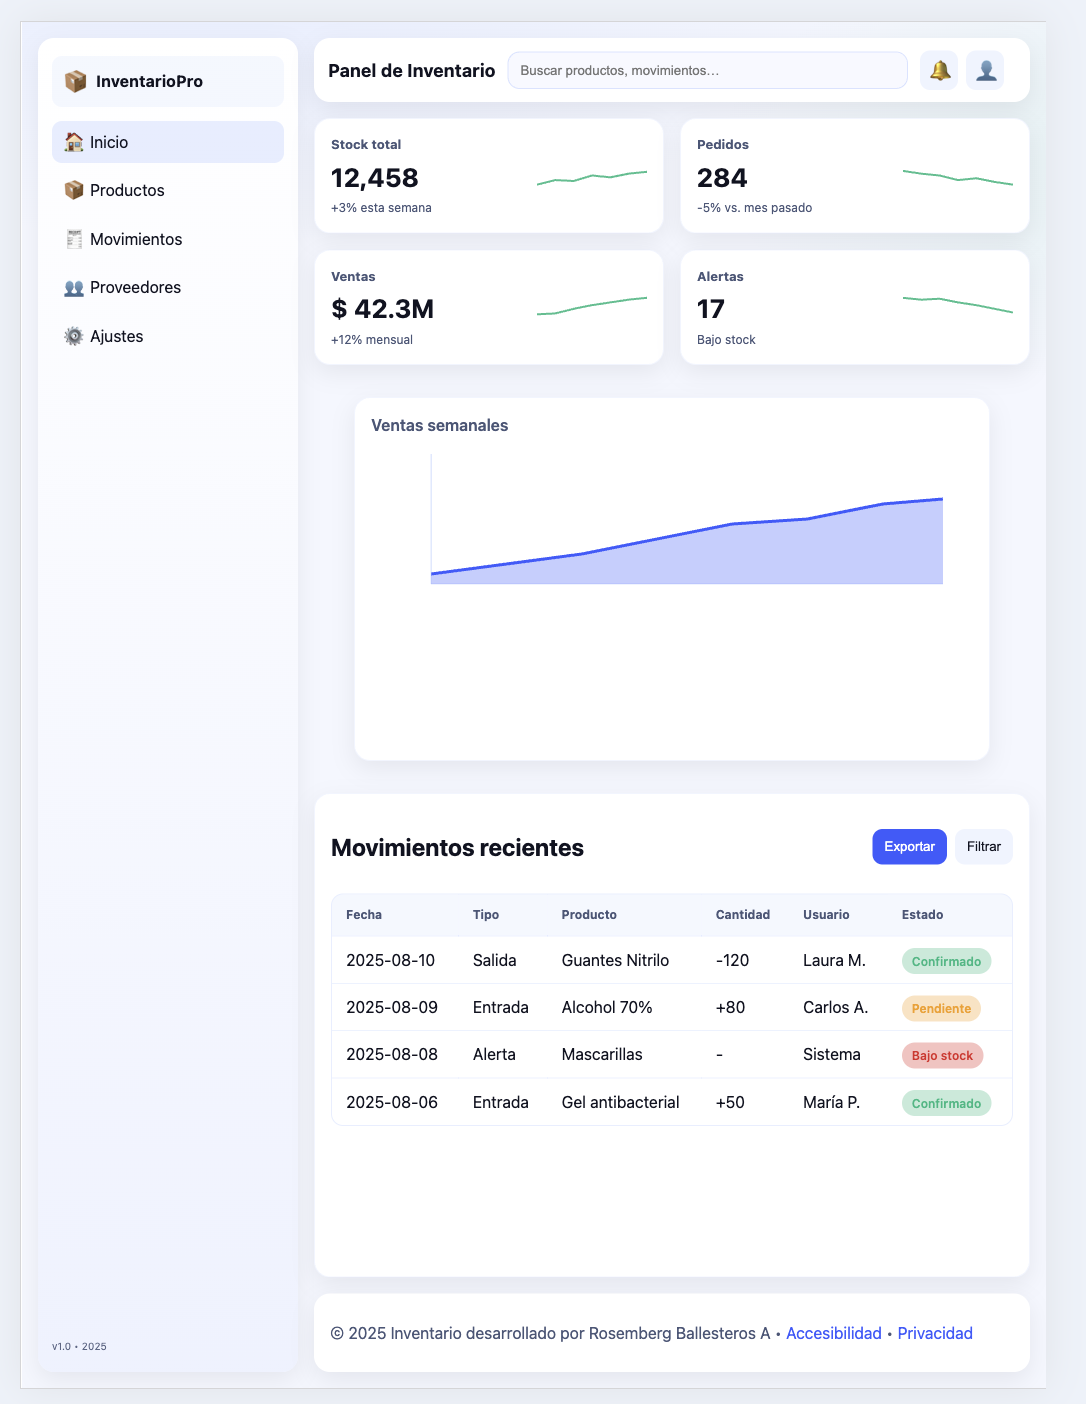 InventarioPro
Inicio
Productos
Movimientos
Proveedores
Ajustes
v1.0 • 2025
Panel de Inventario
Buscar productos, movimientos…
Stock total
12,458
+3% esta semana
Pedidos
284
-5% vs. mes pasado
Ventas
$ 42.3M
+12% mensual
Alertas
17
Bajo stock
Ventas semanales
Movimientos recientes
Exportar
Filtrar
Fecha Tipo Producto Cantidad Usuario Estado
2025-08-10 Salida Guantes Nitrilo -120 Laura M. Confirmado
2025-08-09 Entrada Alcohol 70% +80 Carlos A. Pendiente
2025-08-08 Alerta Mascarillas - Sistema Bajo stock
2025-08-06 Entrada Gel antibacterial +50 María P. Confirmado
© 2025 Inventario desarrollado por Rosemberg Ballesteros A • Accesibilidad • Privacidad